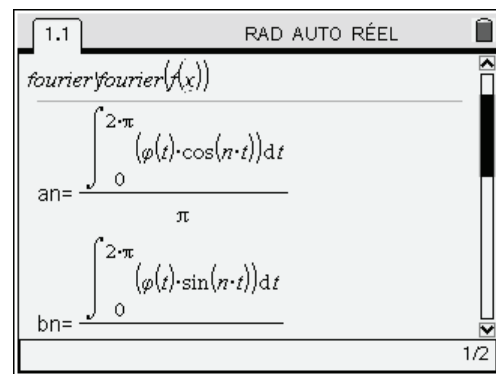 1.1 RAD AUTO RÉEL
fourier\fourier(f(x))
an= ∫ 0 2·π (φ(t)·cos(n·t))dt / π
bn= ∫ 0 2·π (φ(t)·sin(n·t))dt
1/2